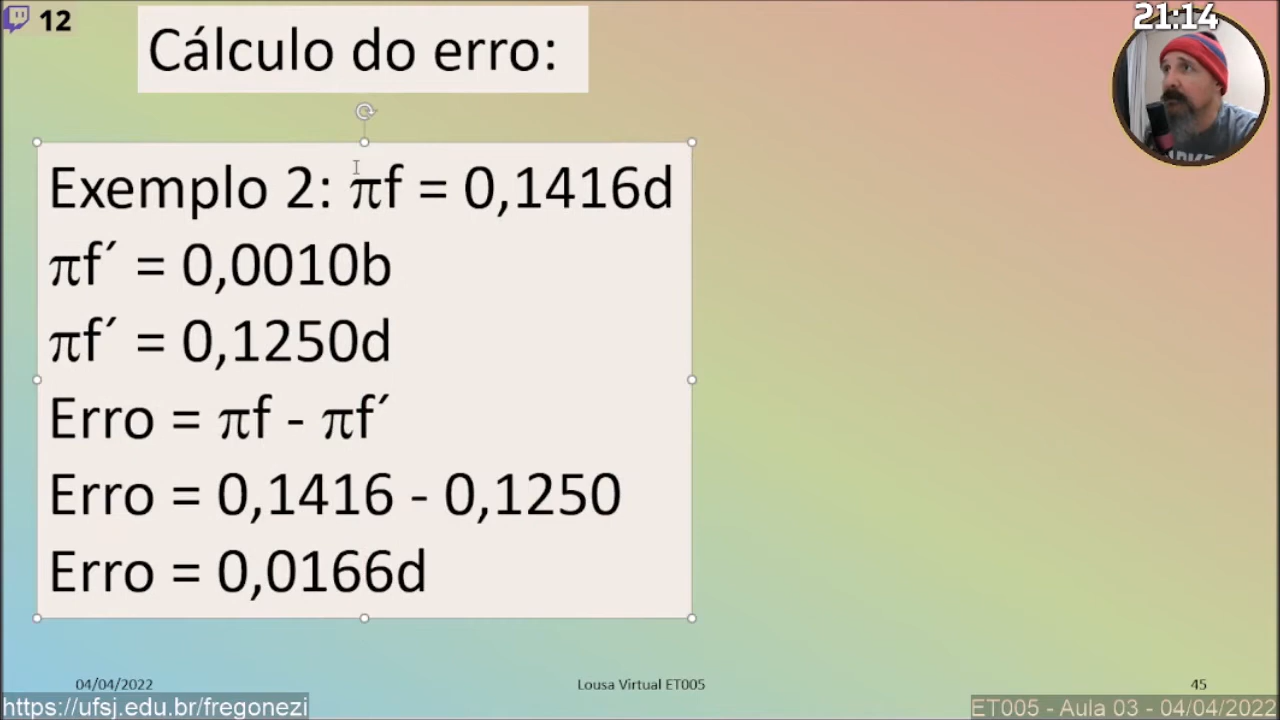 12
21:14
Cálculo do erro:
Exemplo 2: πf = 0,1416d
πf´ = 0,0010b
πf´ = 0,1250d
Erro = πf - πf´
Erro = 0,1416 - 0,1250
Erro = 0,0166d
04/04/2022
Lousa Virtual ET005
45
https://ufsj.edu.br/fregonezi
ET005 - Aula 03 - 04/04/2022